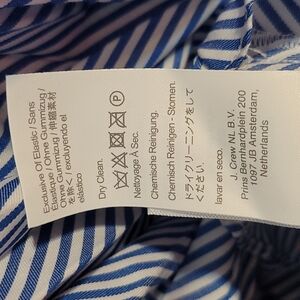 Exclusive Of Elastic / Sans
Elastique / Ohne Gummizug /
Ohne Gummizug / 伸縮素材
を除く / excluyendo el
elástico
Dry Clean.
P
Nettoyage A Sec.
Chemische Reinigung.
Chemisch Reinigen - Stomen.
ドライクリーニングをして
ください.
lavar en seco.
J. Crew NL B.V.
Prins Bernhardplein 200
1097 JB Amsterdam,
Netherlands